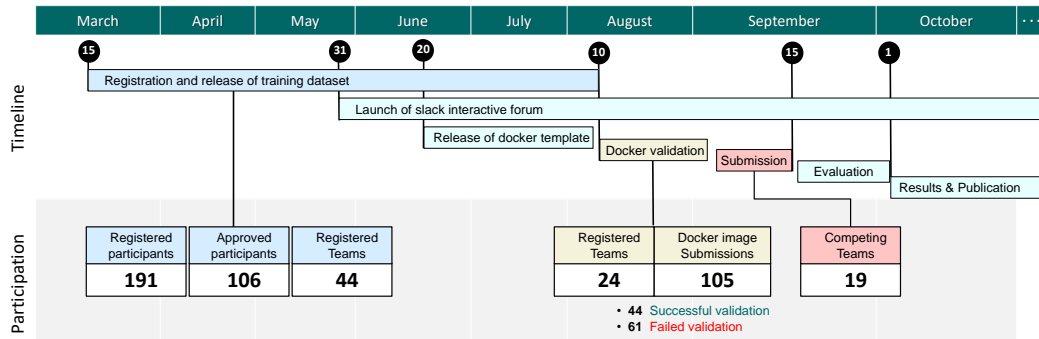 March April May June July August September October ...
15 31 20 10 15 1
Timeline
Registration and release of training dataset
Launch of slack interactive forum
Release of docker template
Docker validation
Submission
Evaluation
Results & Publication
Participation
Registered participants
191
Approved participants
106
Registered Teams
44
Registered Teams
24
Docker image Submissions
105
Competing Teams
19
• 44 Successful validation
• 61 Failed validation